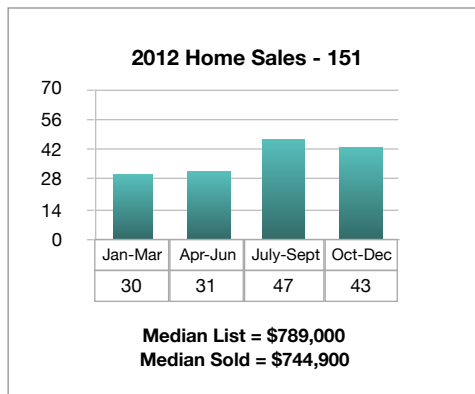 2012 Home Sales - 151
70
56
42
28
14
0
Jan-Mar Apr-Jun July-Sept Oct-Dec
30 31 47 43
Median List = $789,000
Median Sold = $744,900